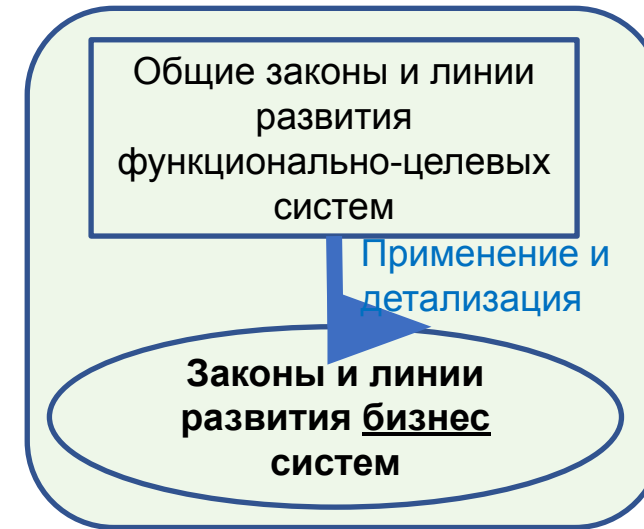 Общие законы и линии
развития
функционально-целевых
систем
Применение и
детализация
Законы и линии
развития бизнес
систем